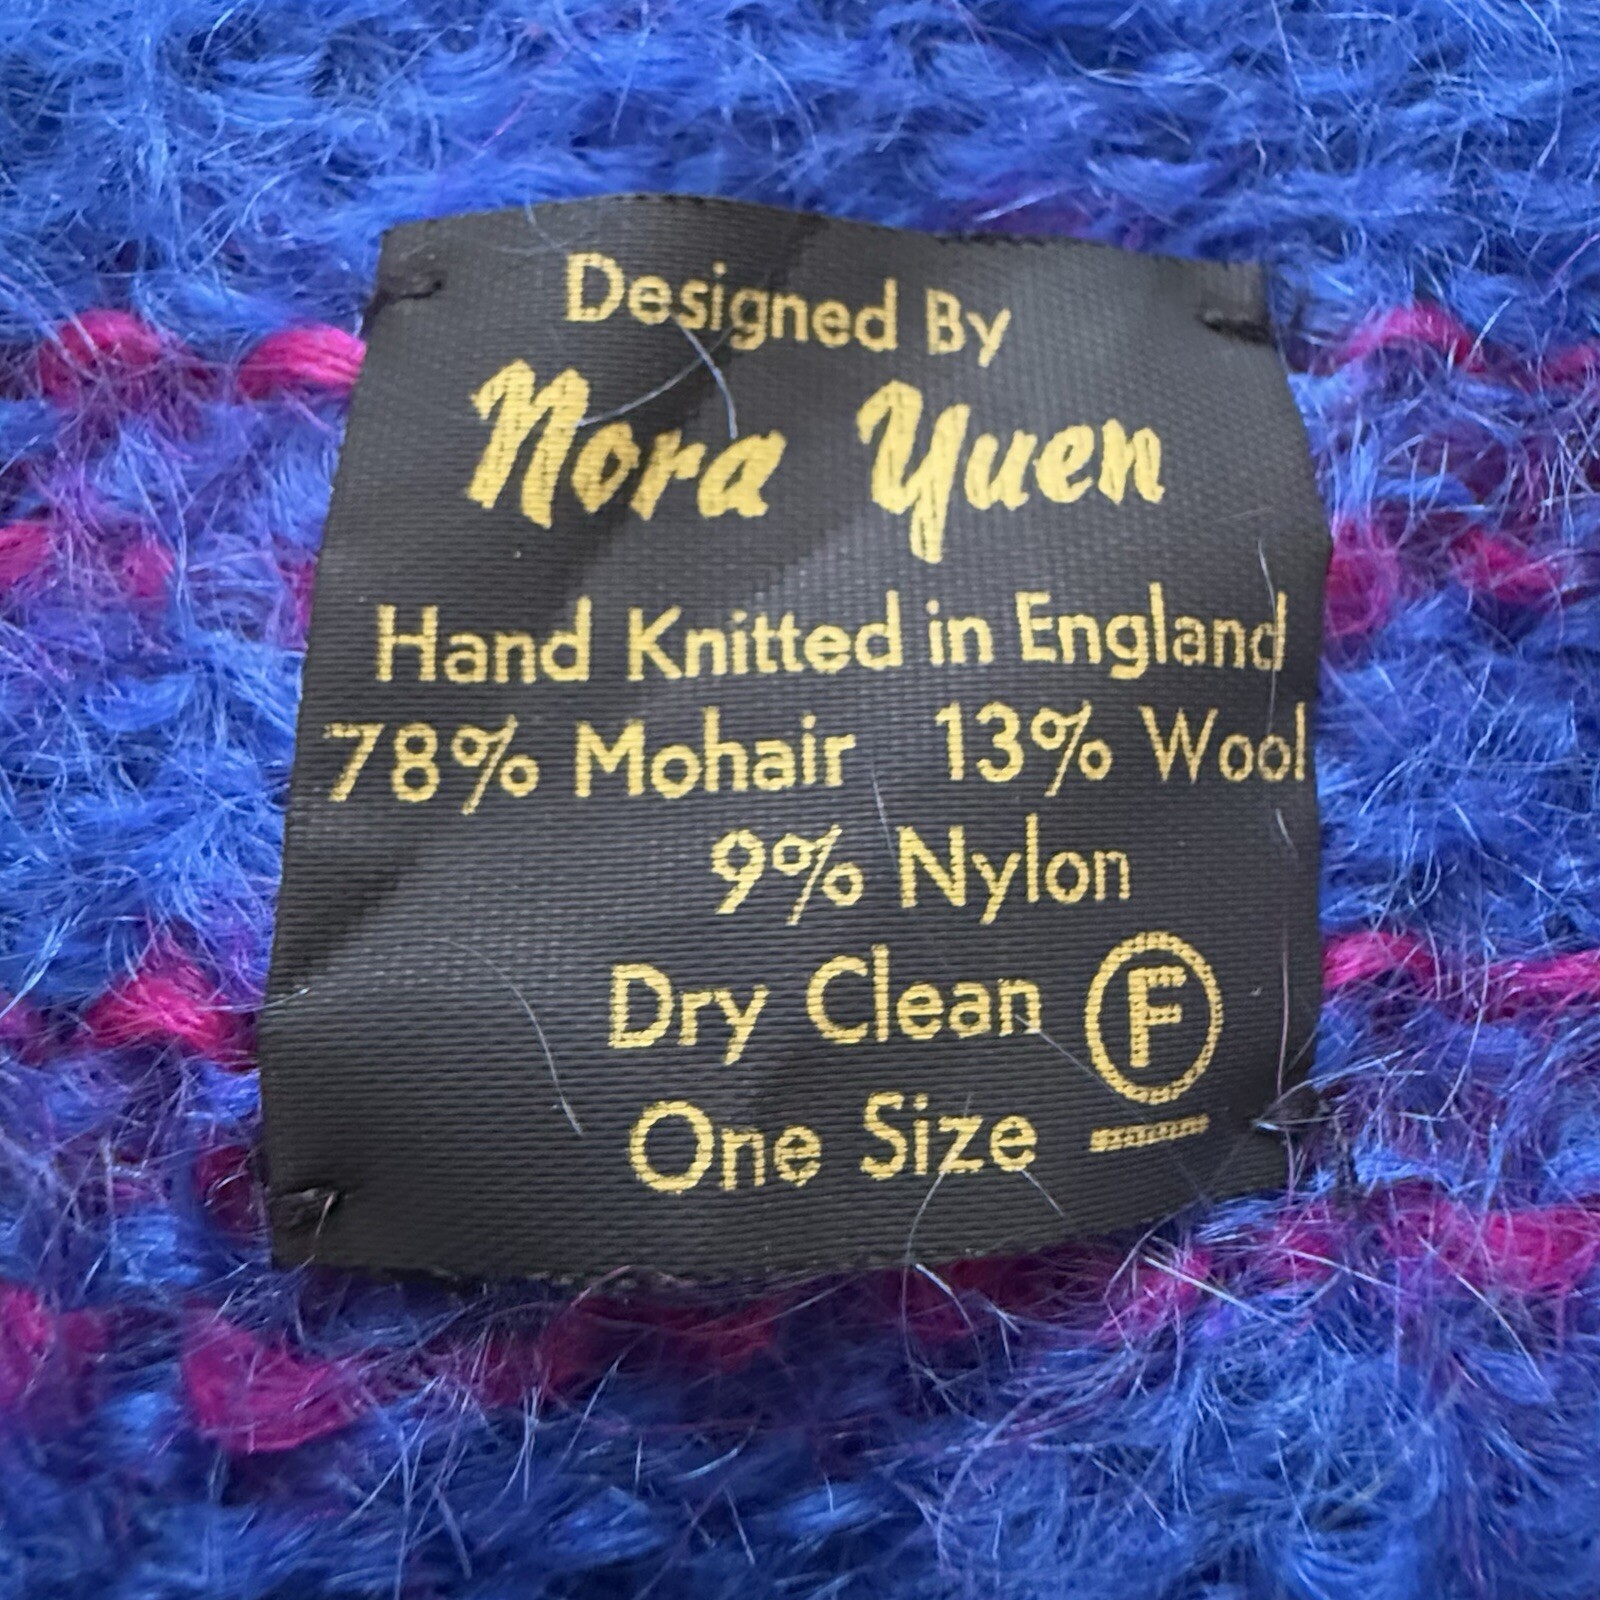 Designed By
Nora Yuen
Hand Knitted in England
78% Mohair 13% Wool
9% Nylon
Dry Clean F
One Size